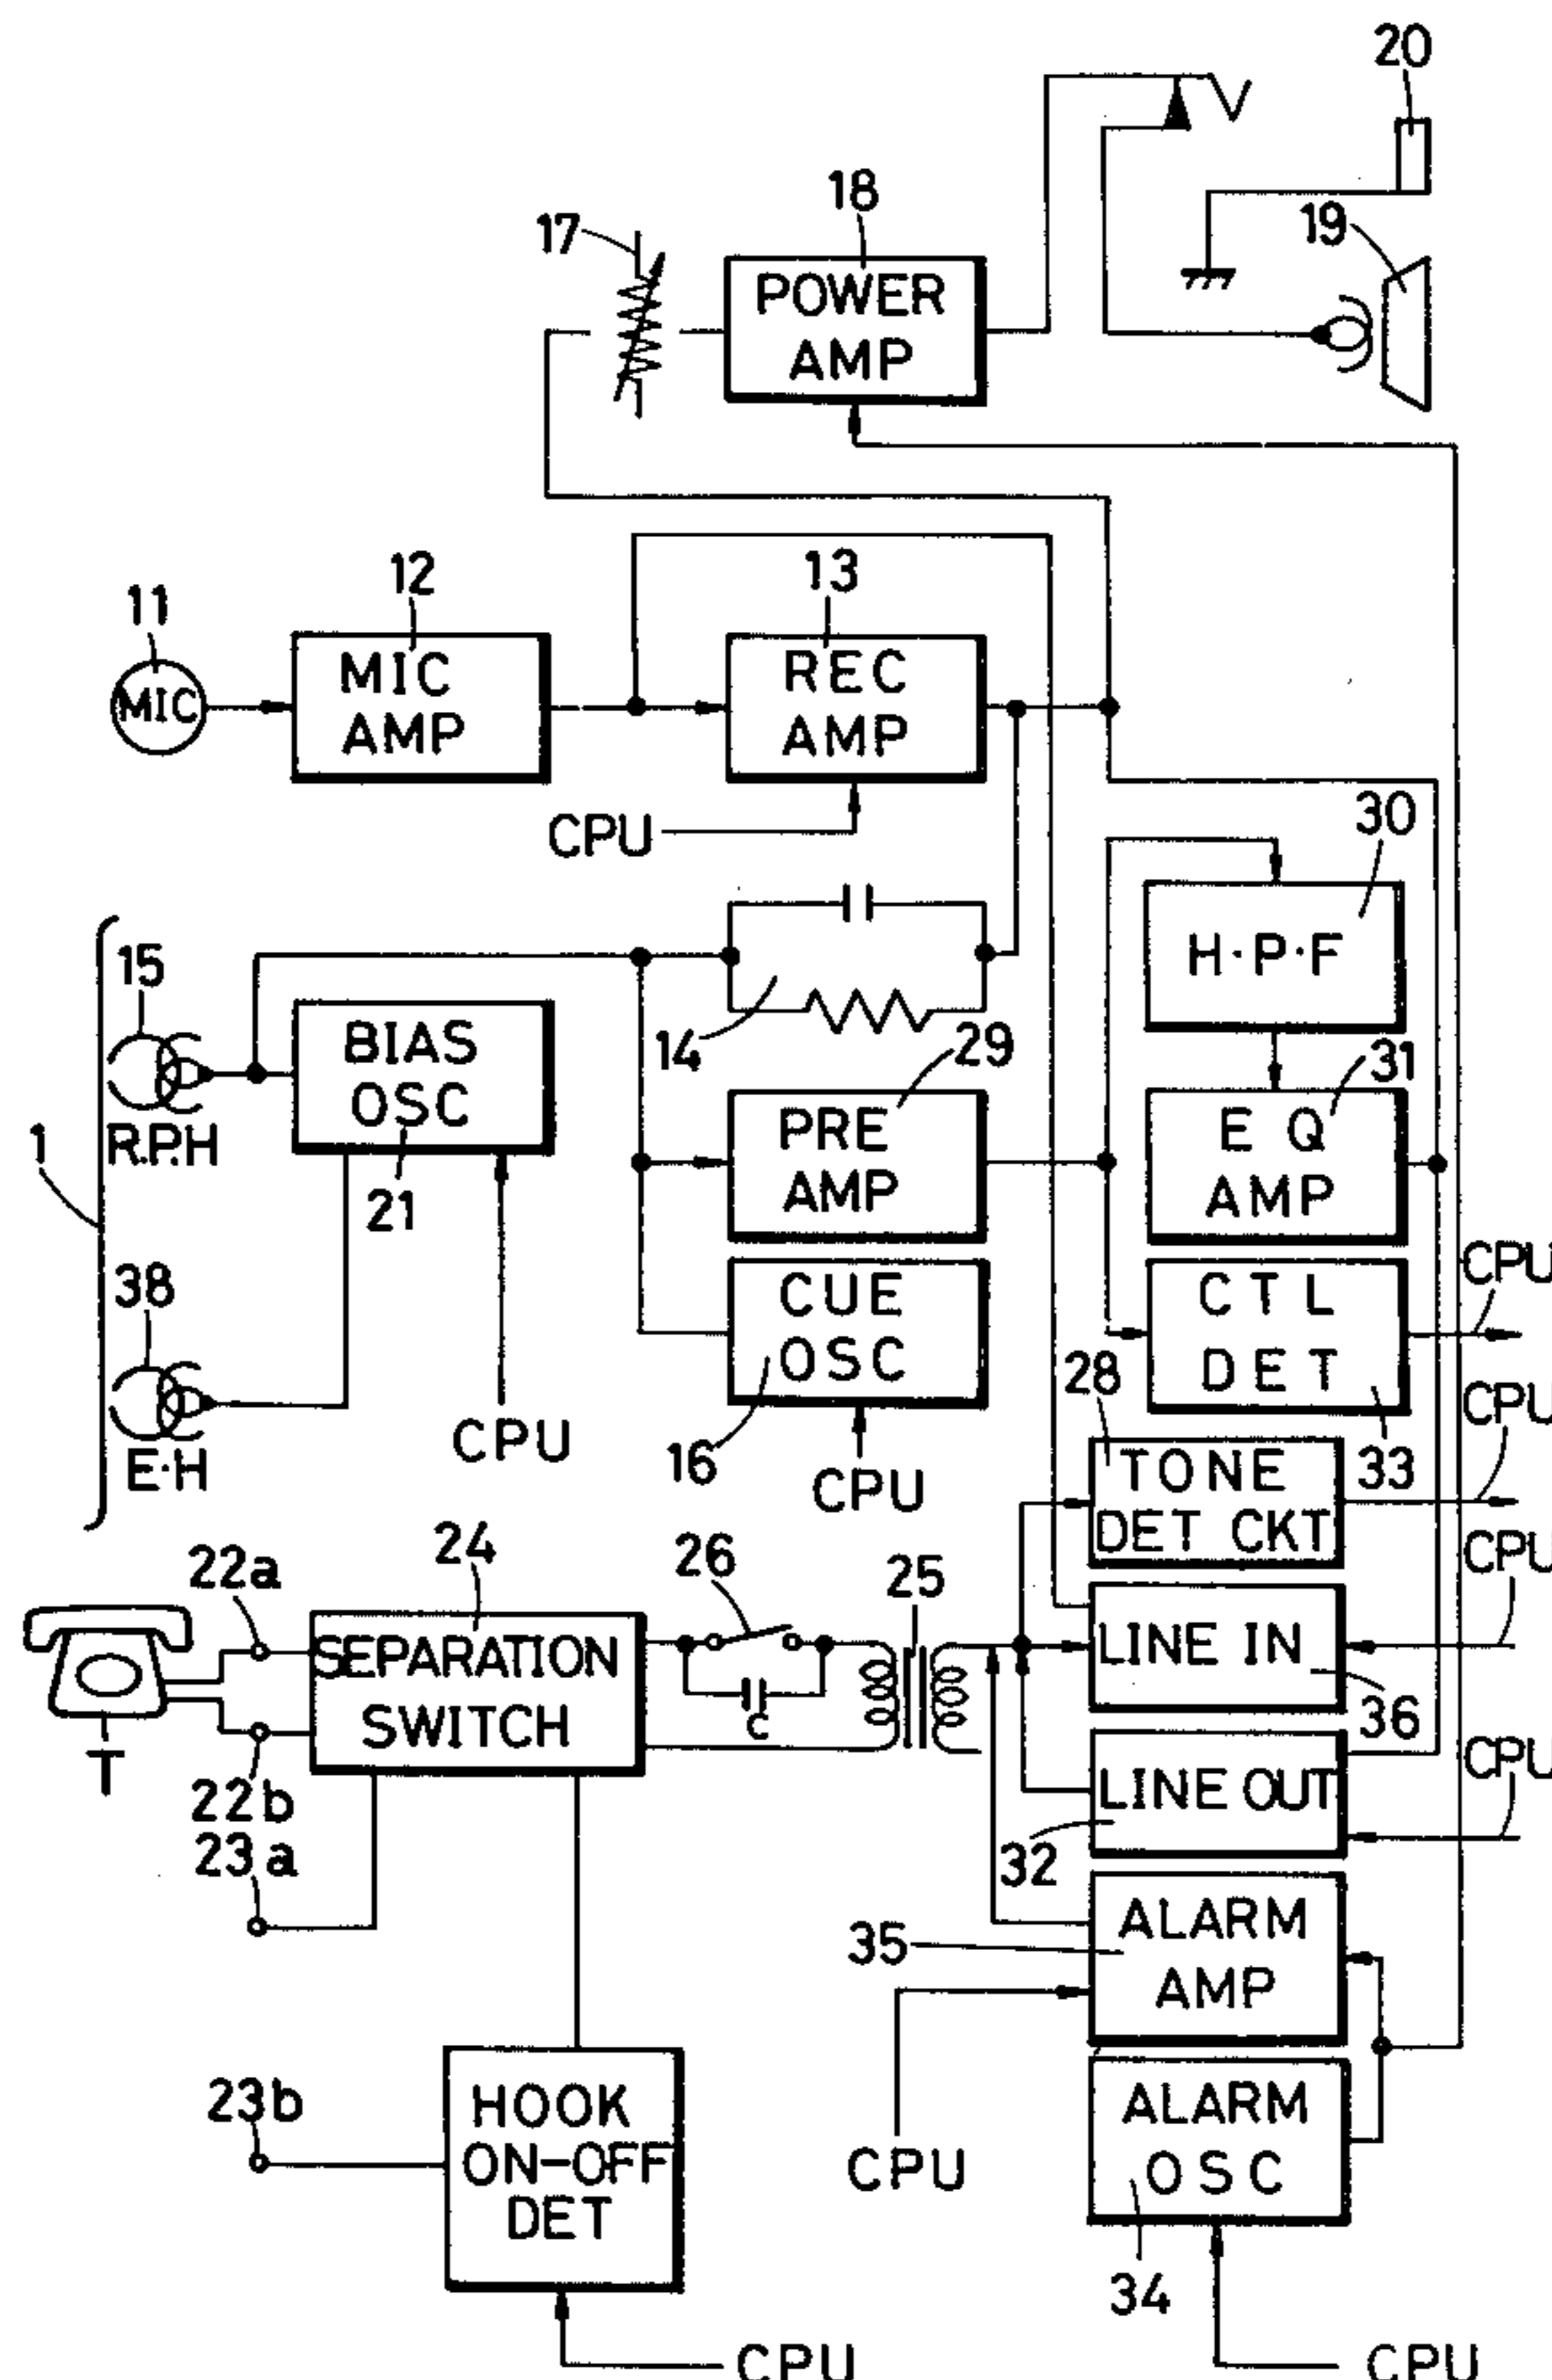 20
18
17
19
POWER
AMP
12
13
11
MIC
MIC
AMP
REC
AMP
CPU
30
H·P·F
15
14
29
31
BIAS
OSC
PRE
AMP
E Q
AMP
1
R.P.H
21
38
CUE
OSC
CTL
DET
CPU
28
CPU
E·H
CPU
16
CPU
33
TONE
DET CKT
CPU
22a
24
26
25
SEPARATION
SWITCH
C
LINE IN
36
T
22b
CPU
LINE OUT
23a
32
35
ALARM
AMP
23b
HOOK
ON-OFF
DET
CPU
ALARM
OSC
34
CPU
CPU